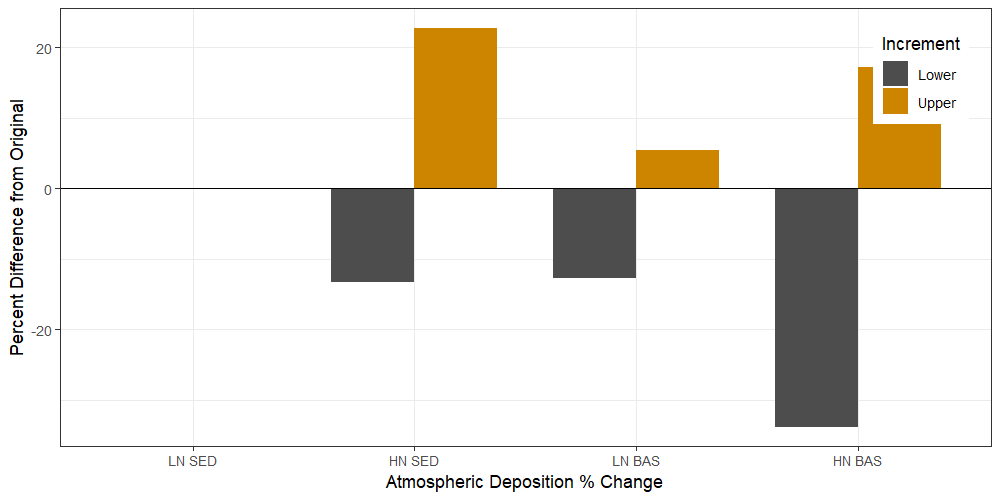 Percent Difference from Original
20
0
-20
Increment
Lower
Upper
LN SED HN SED LN BAS HN BAS
Atmospheric Deposition % Change